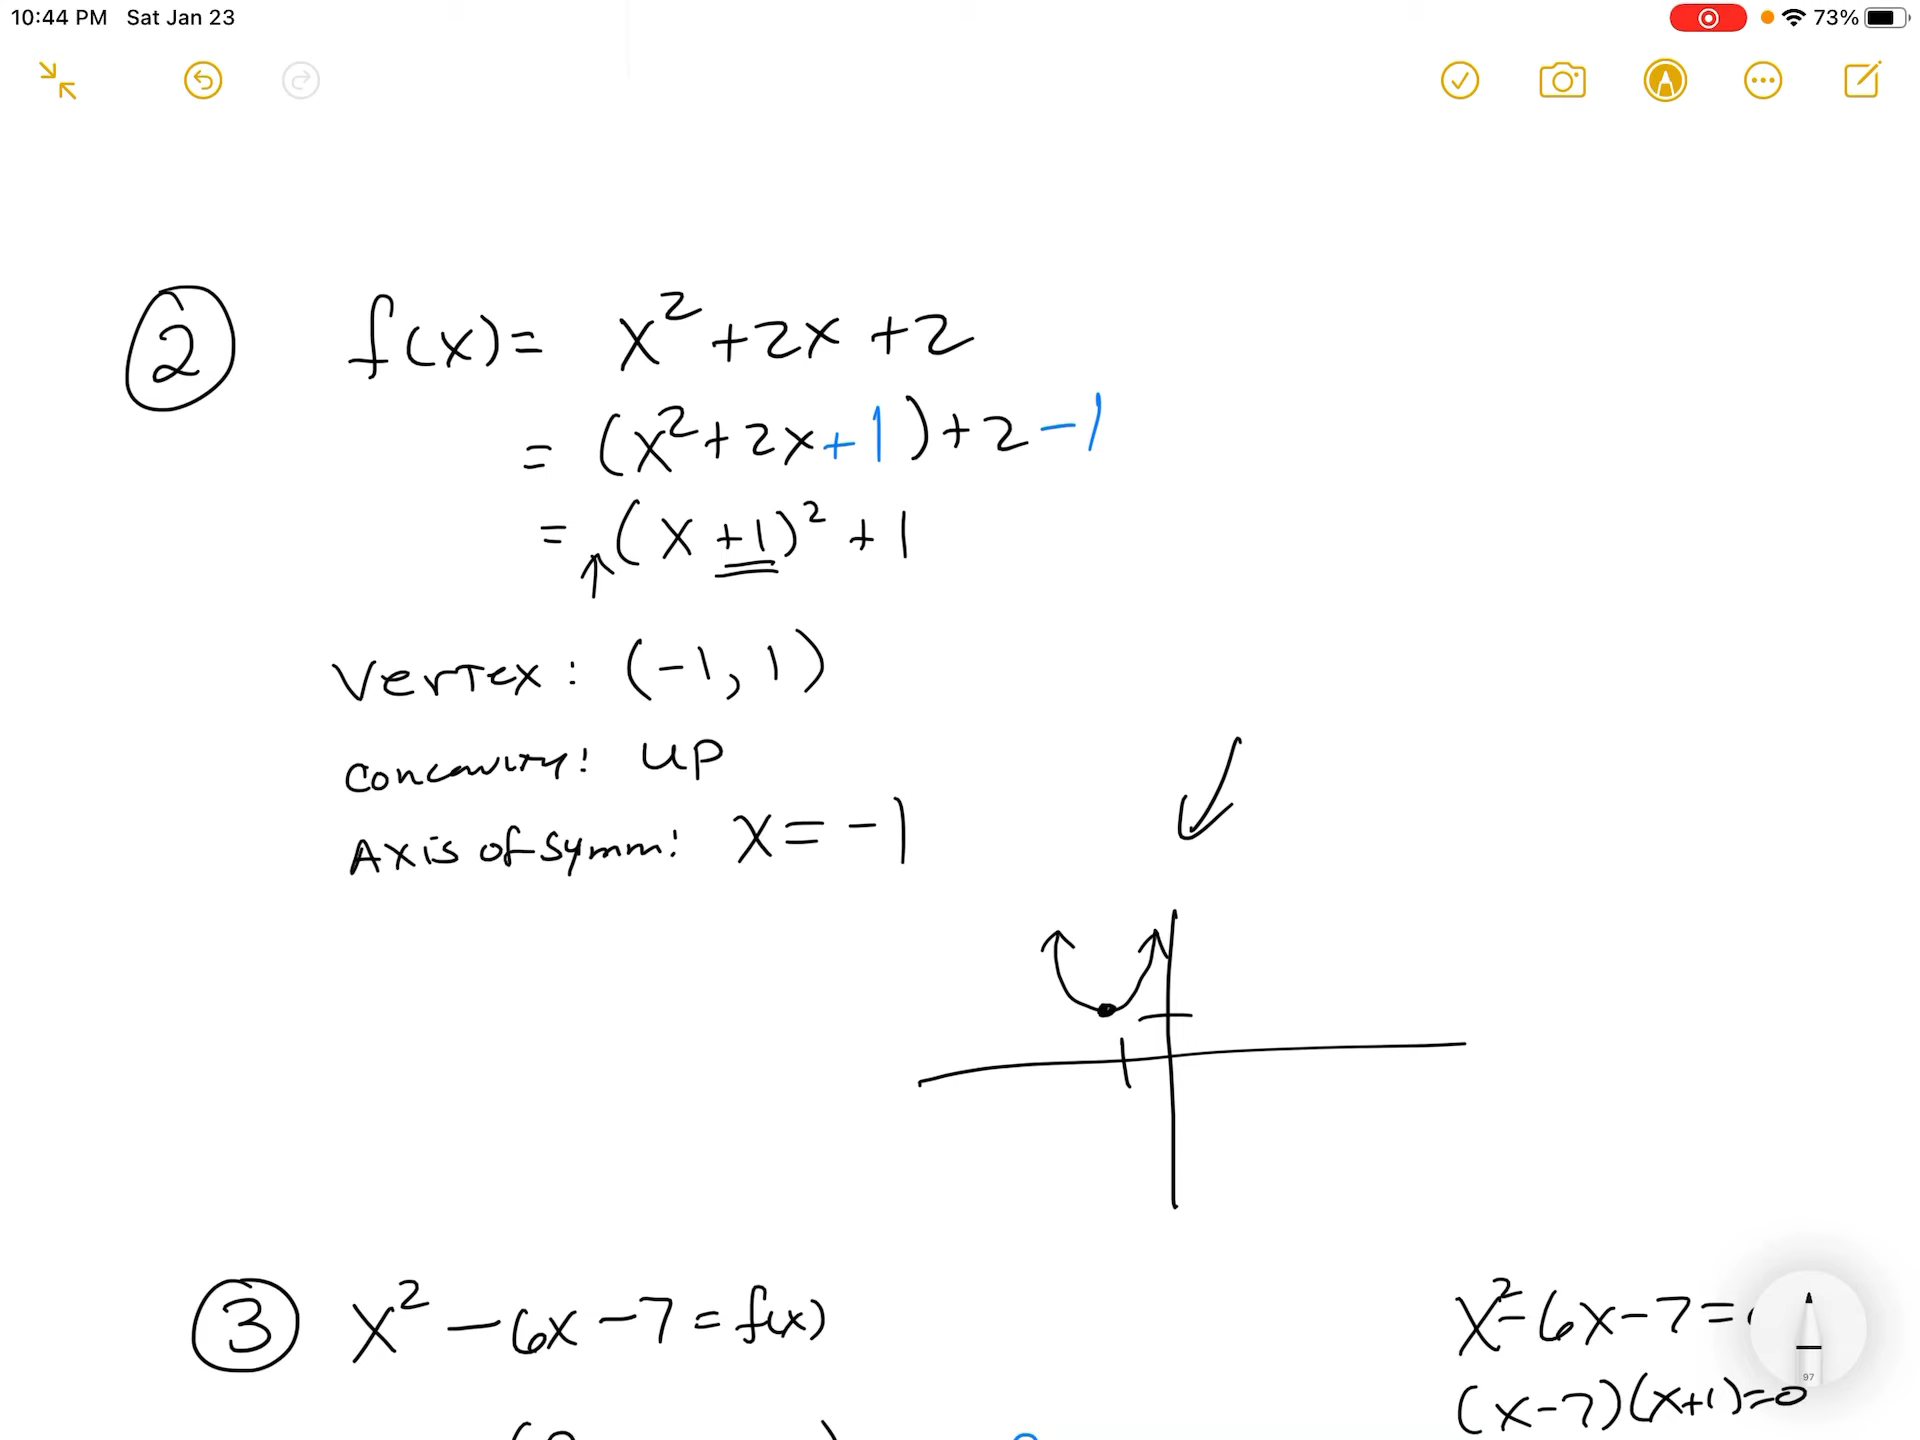 10:44 PM Sat Jan 23
73%
② f(x) = x² + 2x + 2
= (x² + 2x + 1) + 2 - 1
= (x + 1)² + 1
Vertex: (-1, 1)
Concavity: up
Axis of symm: x = -1
③ x² - 6x - 7 = f(x)
x² - 6x - 7 =
(x - 7)(x + 1) = 0
97